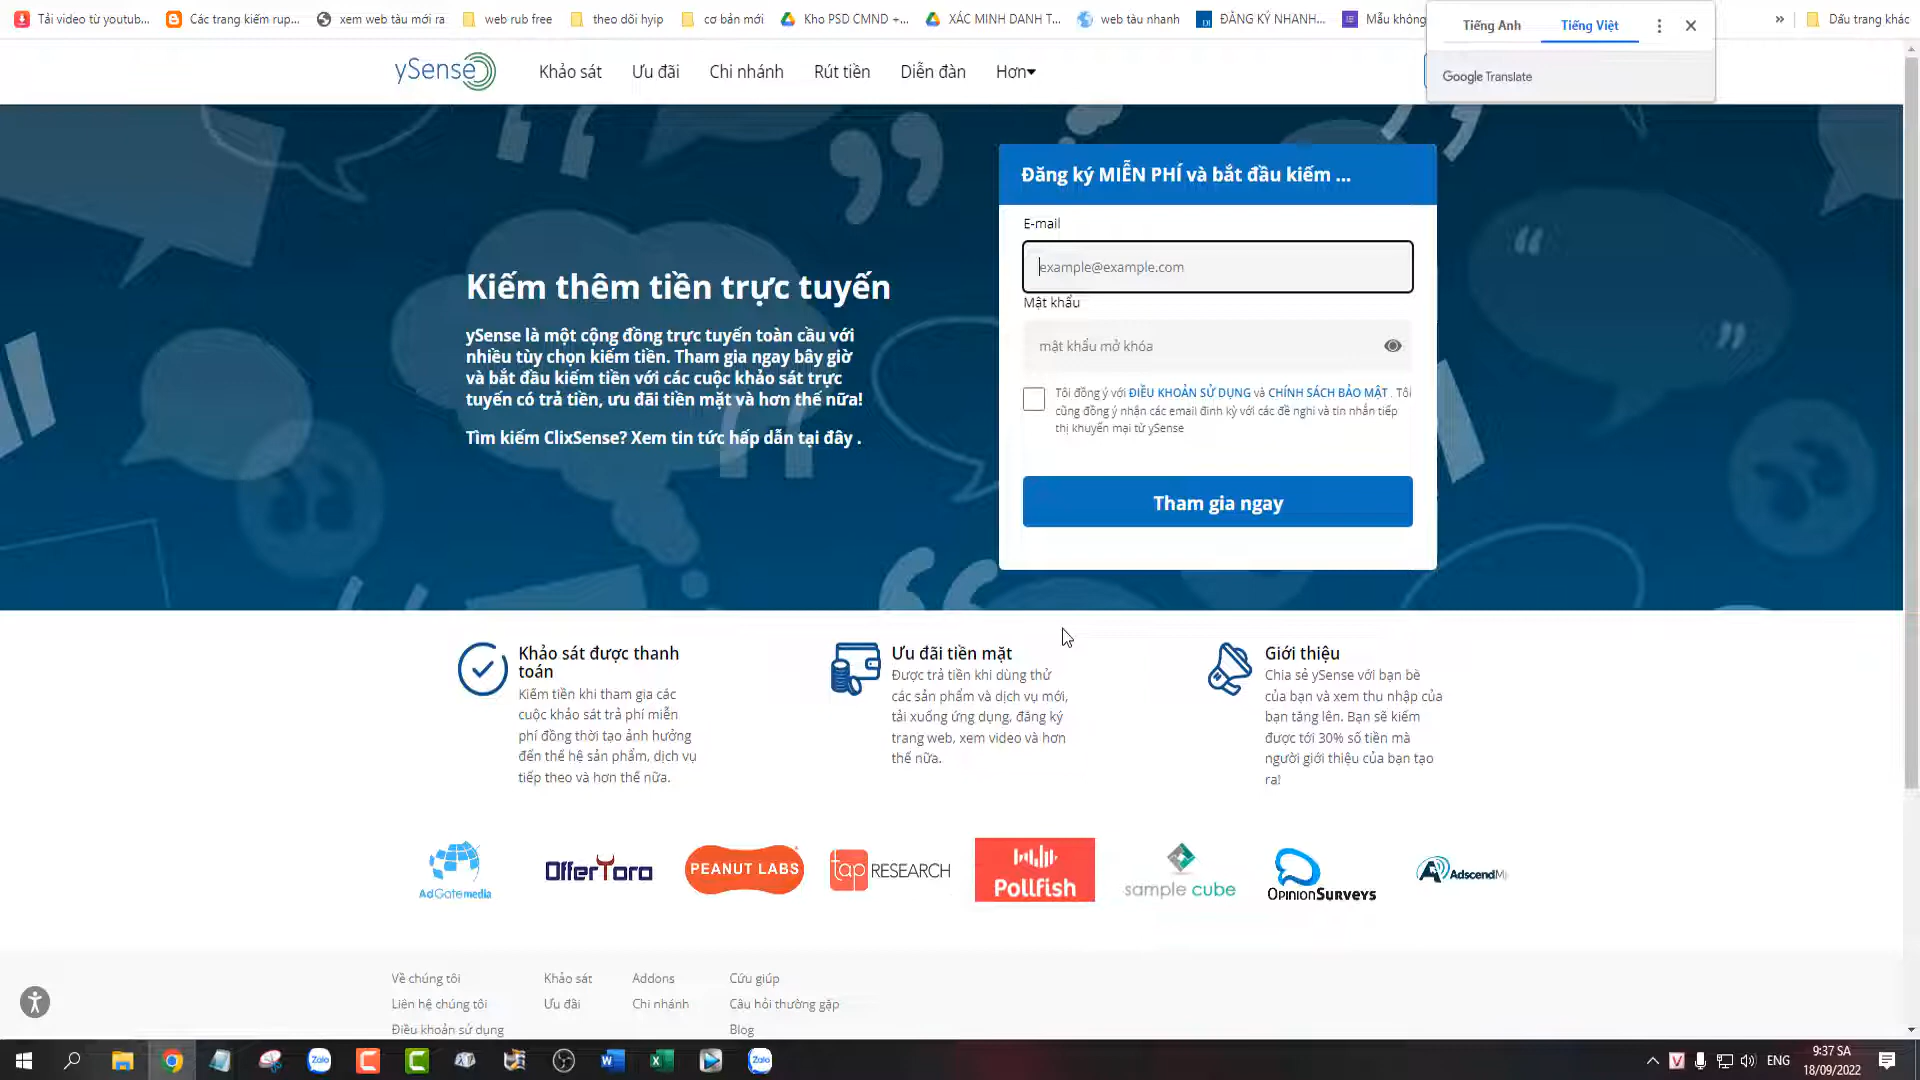 Tải video từ youtub...
Các trang kiếm rup...
xem web tàu mới ra
web rub free
theo dõi hyip
cơ bản mới
Kho PSD CMND +...
XÁC MINH DANH T...
web tàu nhanh
ĐĂNG KÝ NHANH...
Mẫu không
»
Dấu trang khác
Tiếng Anh
Tiếng Việt
Google Translate
ySense
Khảo sát
Ưu đãi
Chi nhánh
Rút tiền
Diễn đàn
Hơn
Kiếm thêm tiền trực tuyến
ySense là một cộng đồng trực tuyến toàn cầu với
nhiều tùy chọn kiếm tiền. Tham gia ngay bây giờ
và bắt đầu kiếm tiền với các cuộc khảo sát trực
tuyến có trả tiền, ưu đãi tiền mặt và hơn thế nữa!
Tìm kiếm ClixSense? Xem tin tức hấp dẫn tại đây .
Đăng ký MIỄN PHÍ và bắt đầu kiếm ...
E-mail
example@example.com
Mật khẩu
mật khẩu mở khóa
Tôi đồng ý với ĐIỀU KHOẢN SỬ DỤNG và CHÍNH SÁCH BẢO MẬT . Tôi
cũng đồng ý nhận các email định kỳ với các đề nghị và tin nhắn tiếp
thị khuyến mại từ ySense
Tham gia ngay
Khảo sát được thanh
toán
Kiếm tiền khi tham gia các
cuộc khảo sát trả phí miễn
phí đồng thời tạo ảnh hưởng
đến thế hệ sản phẩm, dịch vụ
tiếp theo và hơn thế nữa.
Ưu đãi tiền mặt
Được trả tiền khi dùng thử
các sản phẩm và dịch vụ mới,
tải xuống ứng dụng, đăng ký
trang web, xem video và hơn
thế nữa.
Giới thiệu
Chia sẻ ySense với bạn bè
của bạn và xem thu nhập của
bạn tăng lên. Bạn sẽ kiếm
được tới 30% số tiền mà
người giới thiệu của bạn tạo
ra!
AdGate media
OfferToro
PEANUT LABS
tap RESEARCH
Pollfish
sample cube
OPINIONSURVEYS
AdscendM
Về chúng tôi
Khảo sát
Addons
Cứu giúp
Liên hệ chúng tôi
Ưu đãi
Chi nhánh
Câu hỏi thường gặp
Điều khoản sử dụng
Blog
Zalo
Zalo
ENG
9:37 SA
18/09/2022